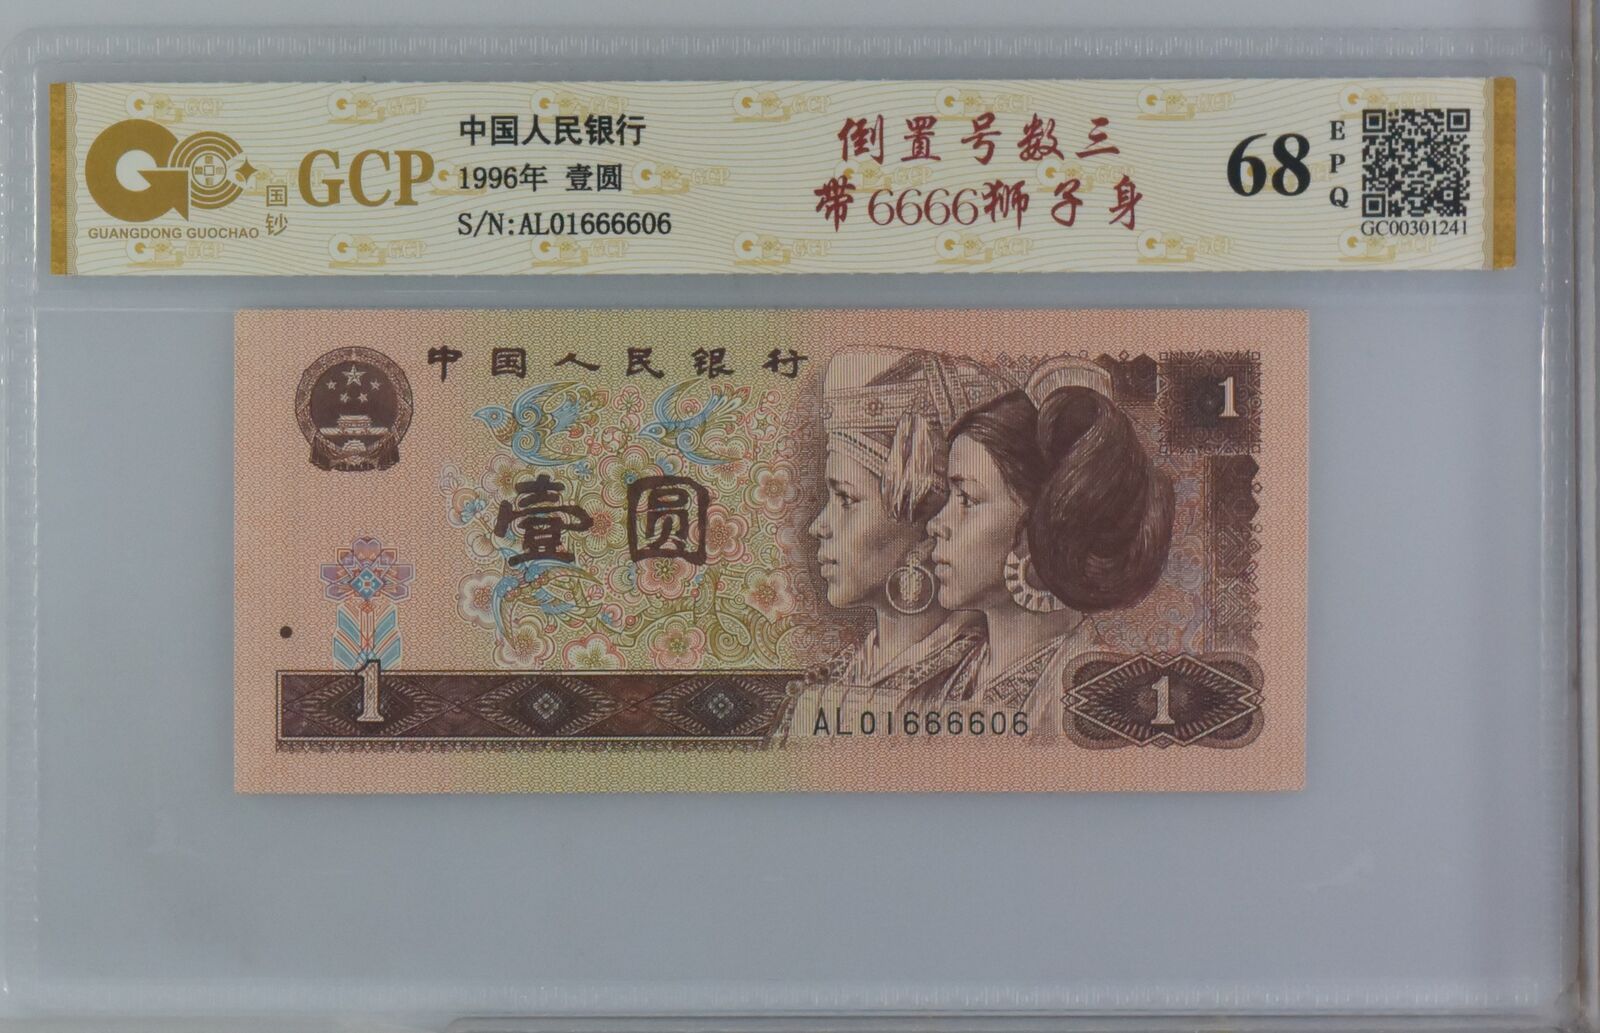 GCP
国钞
GUANGDONG GUOCHAO
中国人民银行
1996年 壹圆
S/N:AL01666606
倒置号数三
带6666狮子身
68
EPQ
GC00301241
中国人民银行
1
壹圆
1
AL01666606
1